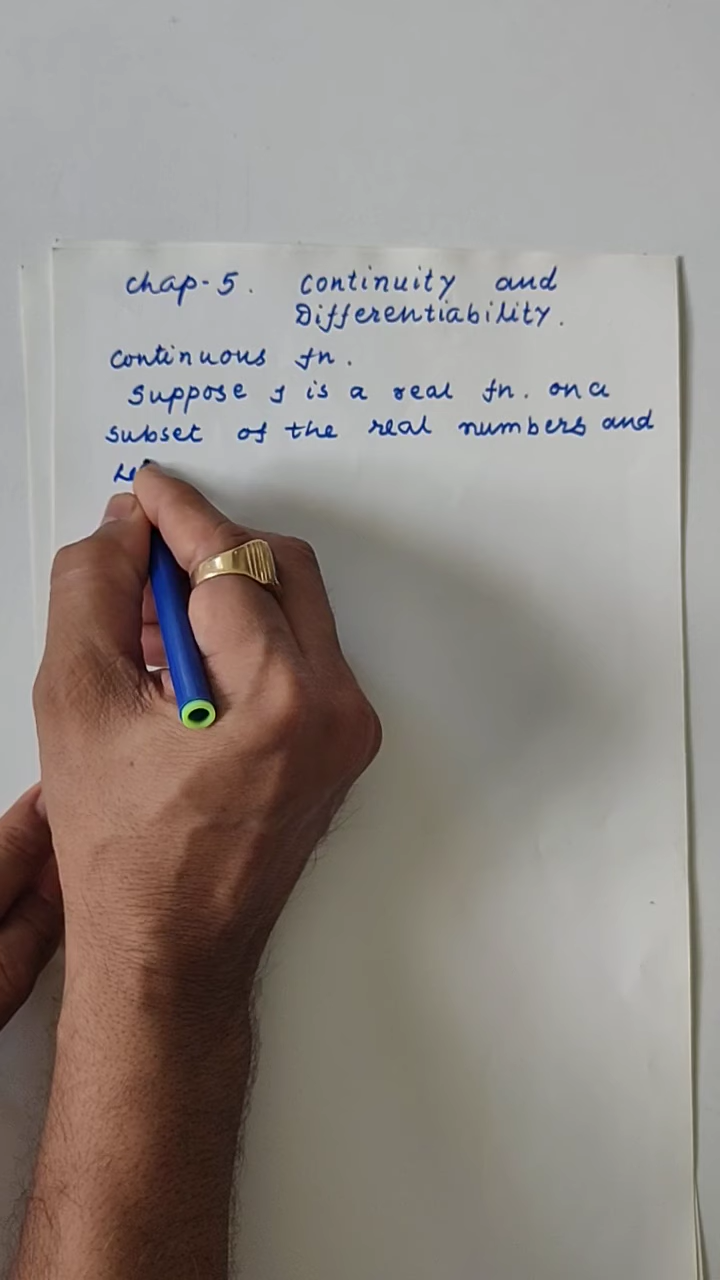 Chap-5. Continuity and
Differentiability.
Continuous fn.
Suppose f is a real fn. on a
subset of the real numbers and